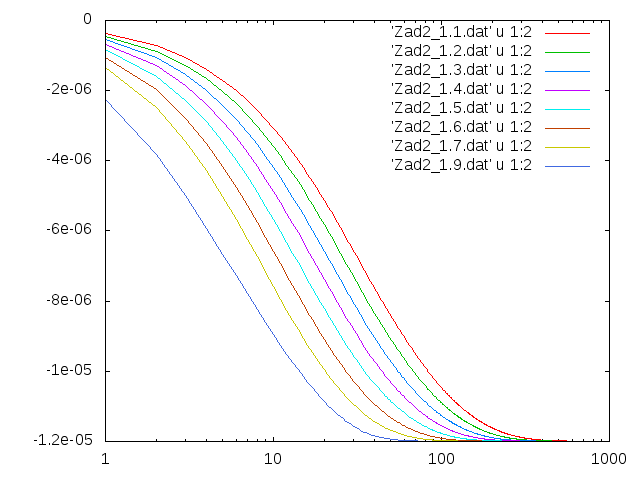 0
-2e-06
-4e-06
-6e-06
-8e-06
-1e-05
-1.2e-05
1
10
100
1000
'Zad2_1.1.dat' u 1:2
'Zad2_1.2.dat' u 1:2
'Zad2_1.3.dat' u 1:2
'Zad2_1.4.dat' u 1:2
'Zad2_1.5.dat' u 1:2
'Zad2_1.6.dat' u 1:2
'Zad2_1.7.dat' u 1:2
'Zad2_1.9.dat' u 1:2